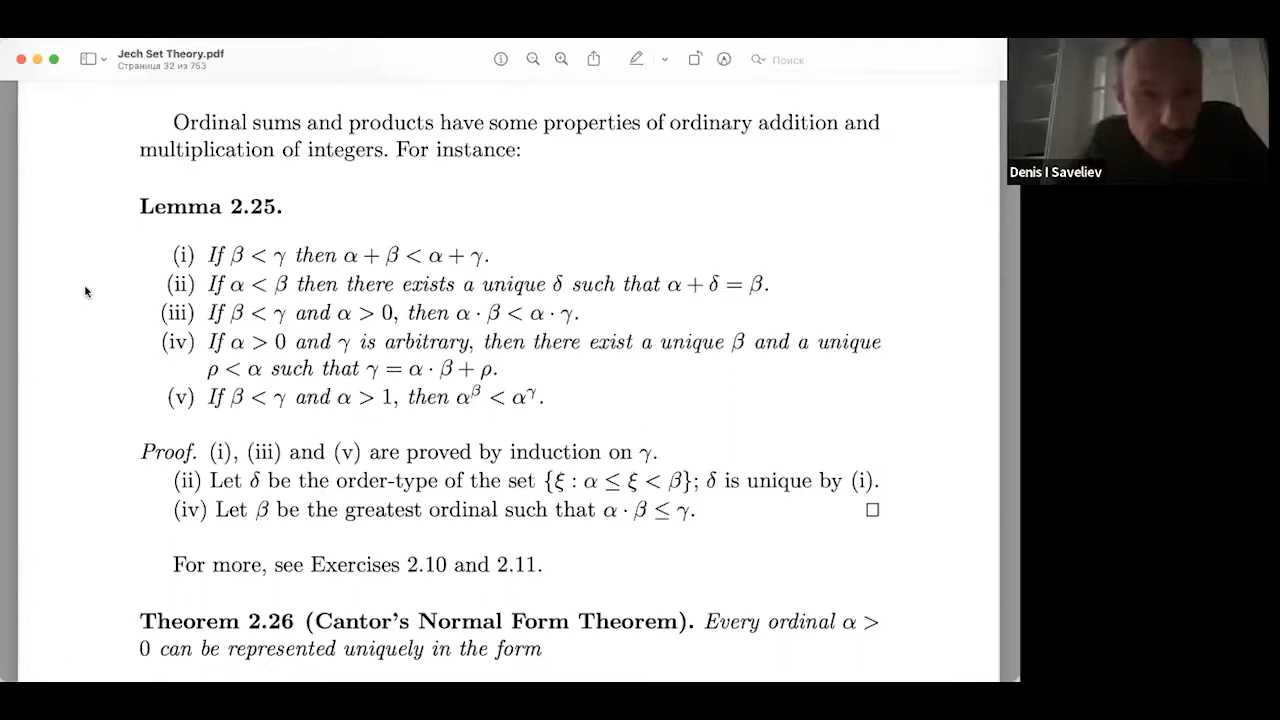 Jech Set Theory.pdf
Страница 32 из 753
Поиск
Denis I Saveliev
Ordinal sums and products have some properties of ordinary addition and
multiplication of integers. For instance:
Lemma 2.25.
(i) If β < γ then α + β < α + γ.
(ii) If α < β then there exists a unique δ such that α + δ = β.
(iii) If β < γ and α > 0, then α · β < α · γ.
(iv) If α > 0 and γ is arbitrary, then there exist a unique β and a unique
ρ < α such that γ = α · β + ρ.
(v) If β < γ and α > 1, then α^β < α^γ.
Proof. (i), (iii) and (v) are proved by induction on γ.
(ii) Let δ be the order-type of the set {ξ : α ≤ ξ < β}; δ is unique by (i).
(iv) Let β be the greatest ordinal such that α · β ≤ γ. □
For more, see Exercises 2.10 and 2.11.
Theorem 2.26 (Cantor's Normal Form Theorem). Every ordinal α >
0 can be represented uniquely in the form